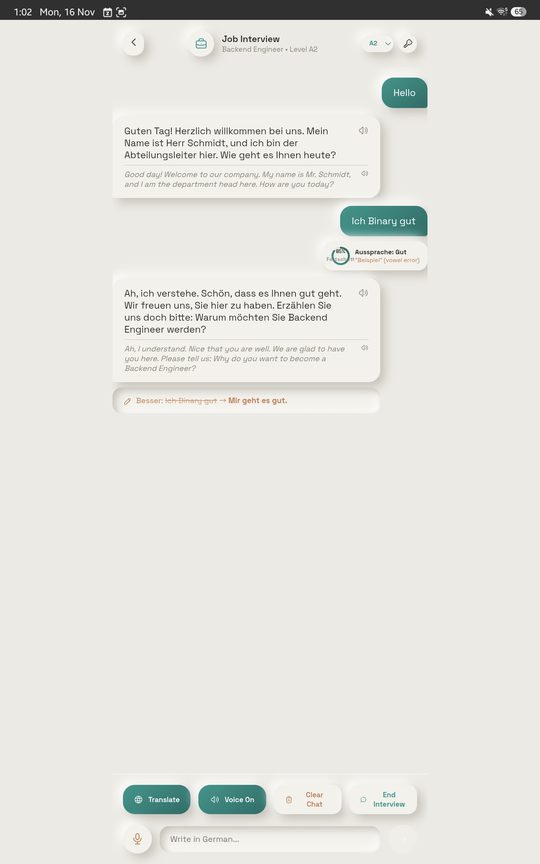 1:02 Mon, 16 Nov
65
Job Interview
Backend Engineer • Level A2
A2
Hello
Guten Tag! Herzlich willkommen bei uns. Mein
Name ist Herr Schmidt, und ich bin der
Abteilungsleiter hier. Wie geht es Ihnen heute?
Good day! Welcome to our company. My name is Mr. Schmidt,
and I am the department head here. How are you today?
Ich Binary gut
85%
Aussprache: Gut
"Beispiel" (vowel error)
Ah, ich verstehe. Schön, dass es Ihnen gut geht.
Wir freuen uns, Sie hier zu haben. Erzählen Sie
uns doch bitte: Warum möchten Sie Backend
Engineer werden?
Ah, I understand. Nice that you are well. We are glad to have
you here. Please tell us: Why do you want to become a
Backend Engineer?
Besser: Ich Binary gut → Mir geht es gut.
Translate
Voice On
Clear
Chat
End
Interview
Write in German...